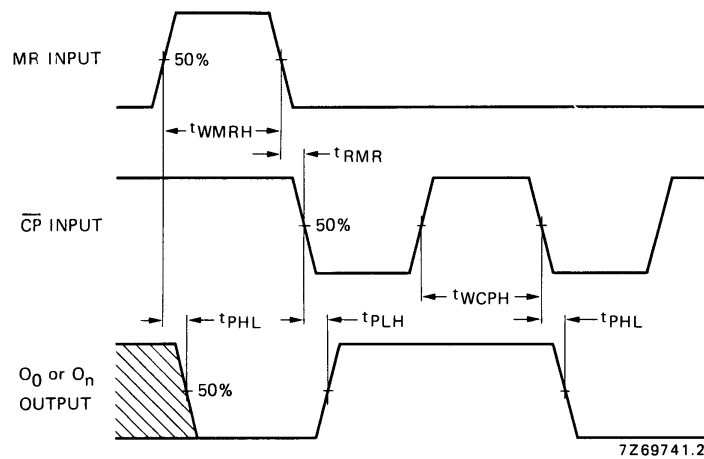 MR INPUT
50%
tWMRH
tRMR
CP INPUT
50%
tWCPH
tPHL
tPLH
tPHL
O0 or On
OUTPUT
50%
7Z69741.2